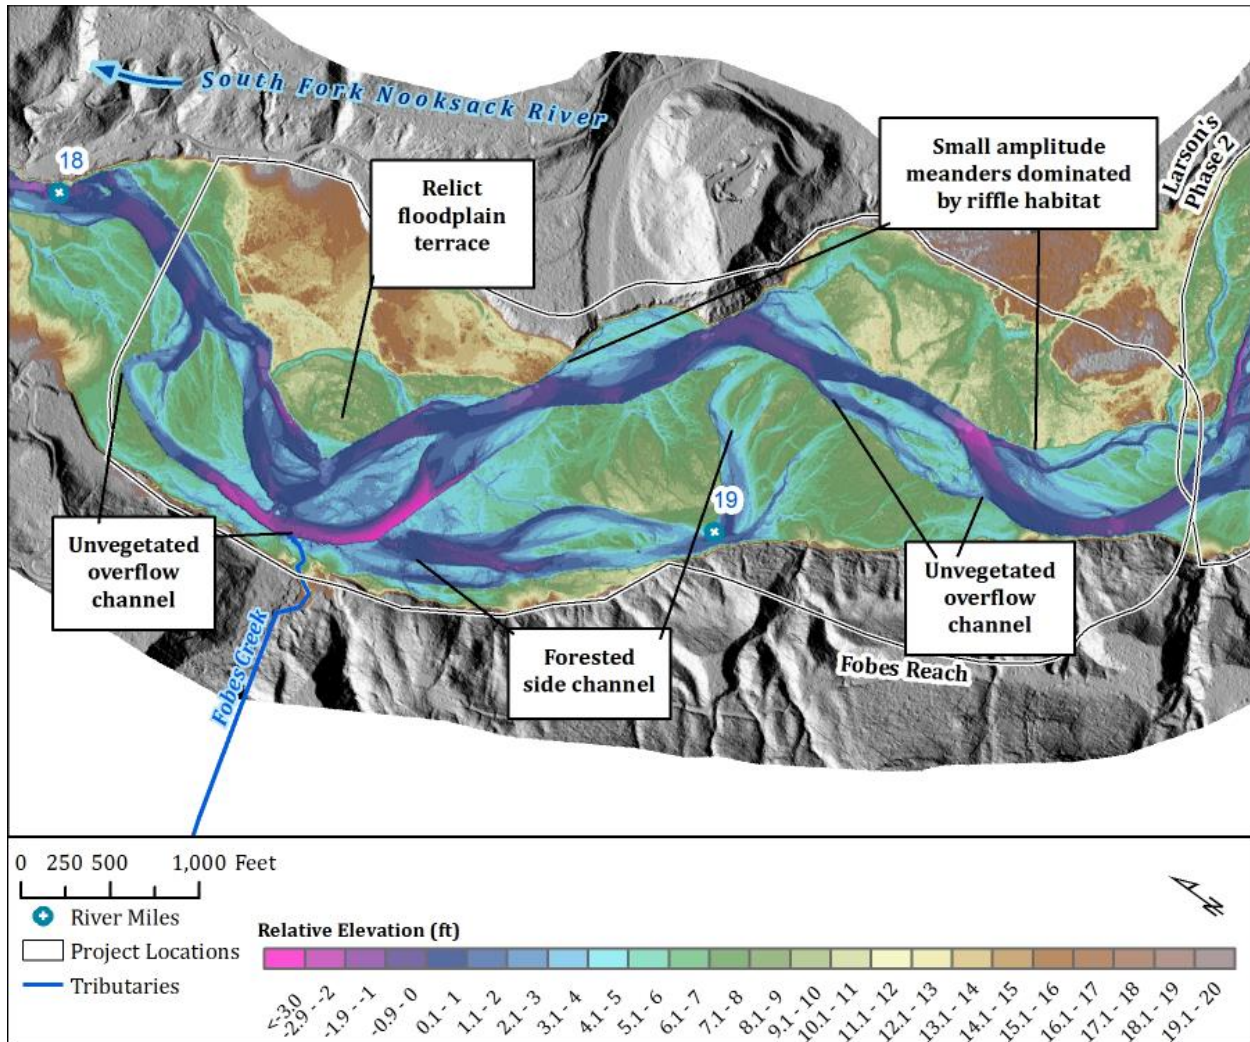 South Fork Nooksack River
18
Relict
floodplain
terrace
Small amplitude
meanders dominated
by riffle habitat
Larson's
Phase 2
19
Unvegetated
overflow
channel
Forested
side channel
Unvegetated
overflow
channel
Fobes Reach
Fobes Creek
0 250 500 1,000 Feet
River Miles
Project Locations
Tributaries
N
Relative Elevation (ft)
<-3.0
-2.9 - -2
-1.9 - -1
-0.9 - 0
0.1 - 1
1.1 - 2
2.1 - 3
3.1 - 4
4.1 - 5
5.1 - 6
6.1 - 7
7.1 - 8
8.1 - 9
9.1 - 10
10.1 - 11
11.1 - 12
12.1 - 13
13.1 - 14
14.1 - 15
15.1 - 16
16.1 - 17
17.1 - 18
18.1 - 19
19.1 - 20